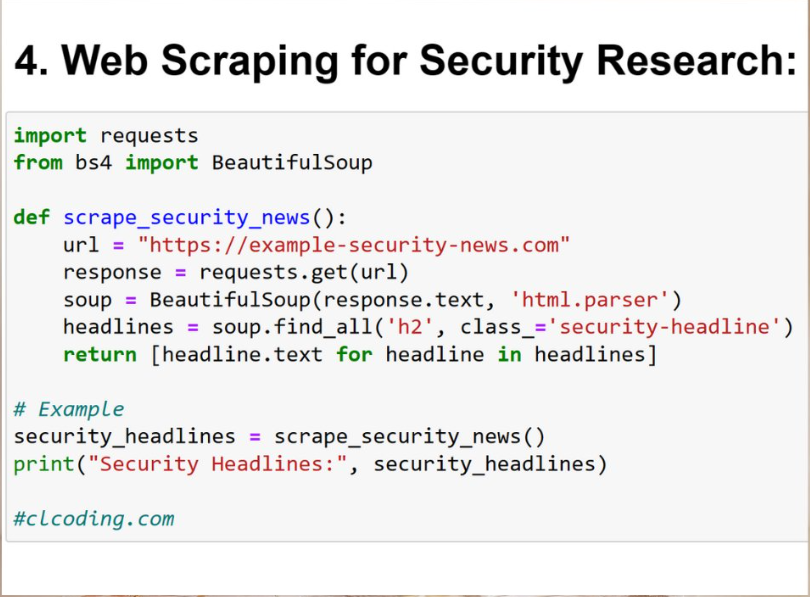 4. Web Scraping for Security Research:
import requests
from bs4 import BeautifulSoup

def scrape_security_news():
    url = "https://example-security-news.com"
    response = requests.get(url)
    soup = BeautifulSoup(response.text, 'html.parser')
    headlines = soup.find_all('h2', class_='security-headline')
    return [headline.text for headline in headlines]

# Example
security_headlines = scrape_security_news()
print("Security Headlines:", security_headlines)

#clcoding.com